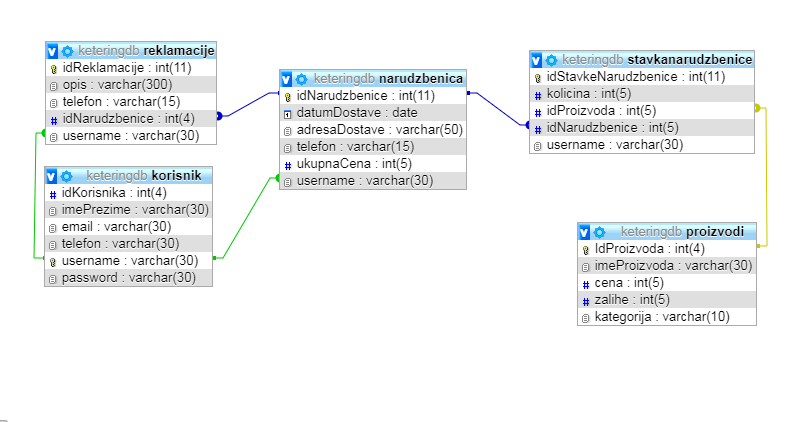 keteringdb reklamacije
idReklamacije : int(11)
opis : varchar(300)
telefon : varchar(15)
idNarudzbenice : int(4)
username : varchar(30)
keteringdb korisnik
idKorisnika : int(4)
imePrezime : varchar(30)
email : varchar(30)
telefon : varchar(30)
username : varchar(30)
password : varchar(30)
keteringdb narudzbenica
idNarudzbenice : int(11)
datumDostave : date
adresaDostave : varchar(50)
telefon : varchar(15)
ukupnaCena : int(5)
username : varchar(30)
keteringdb stavkanarudzbenice
idStavkeNarudzbenice : int(11)
kolicina : int(5)
idProizvoda : int(5)
idNarudzbenice : int(5)
username : varchar(30)
keteringdb proizvodi
IdProizvoda : int(4)
imeProizvoda : varchar(30)
cena : int(5)
zalihe : int(5)
kategorija : varchar(10)